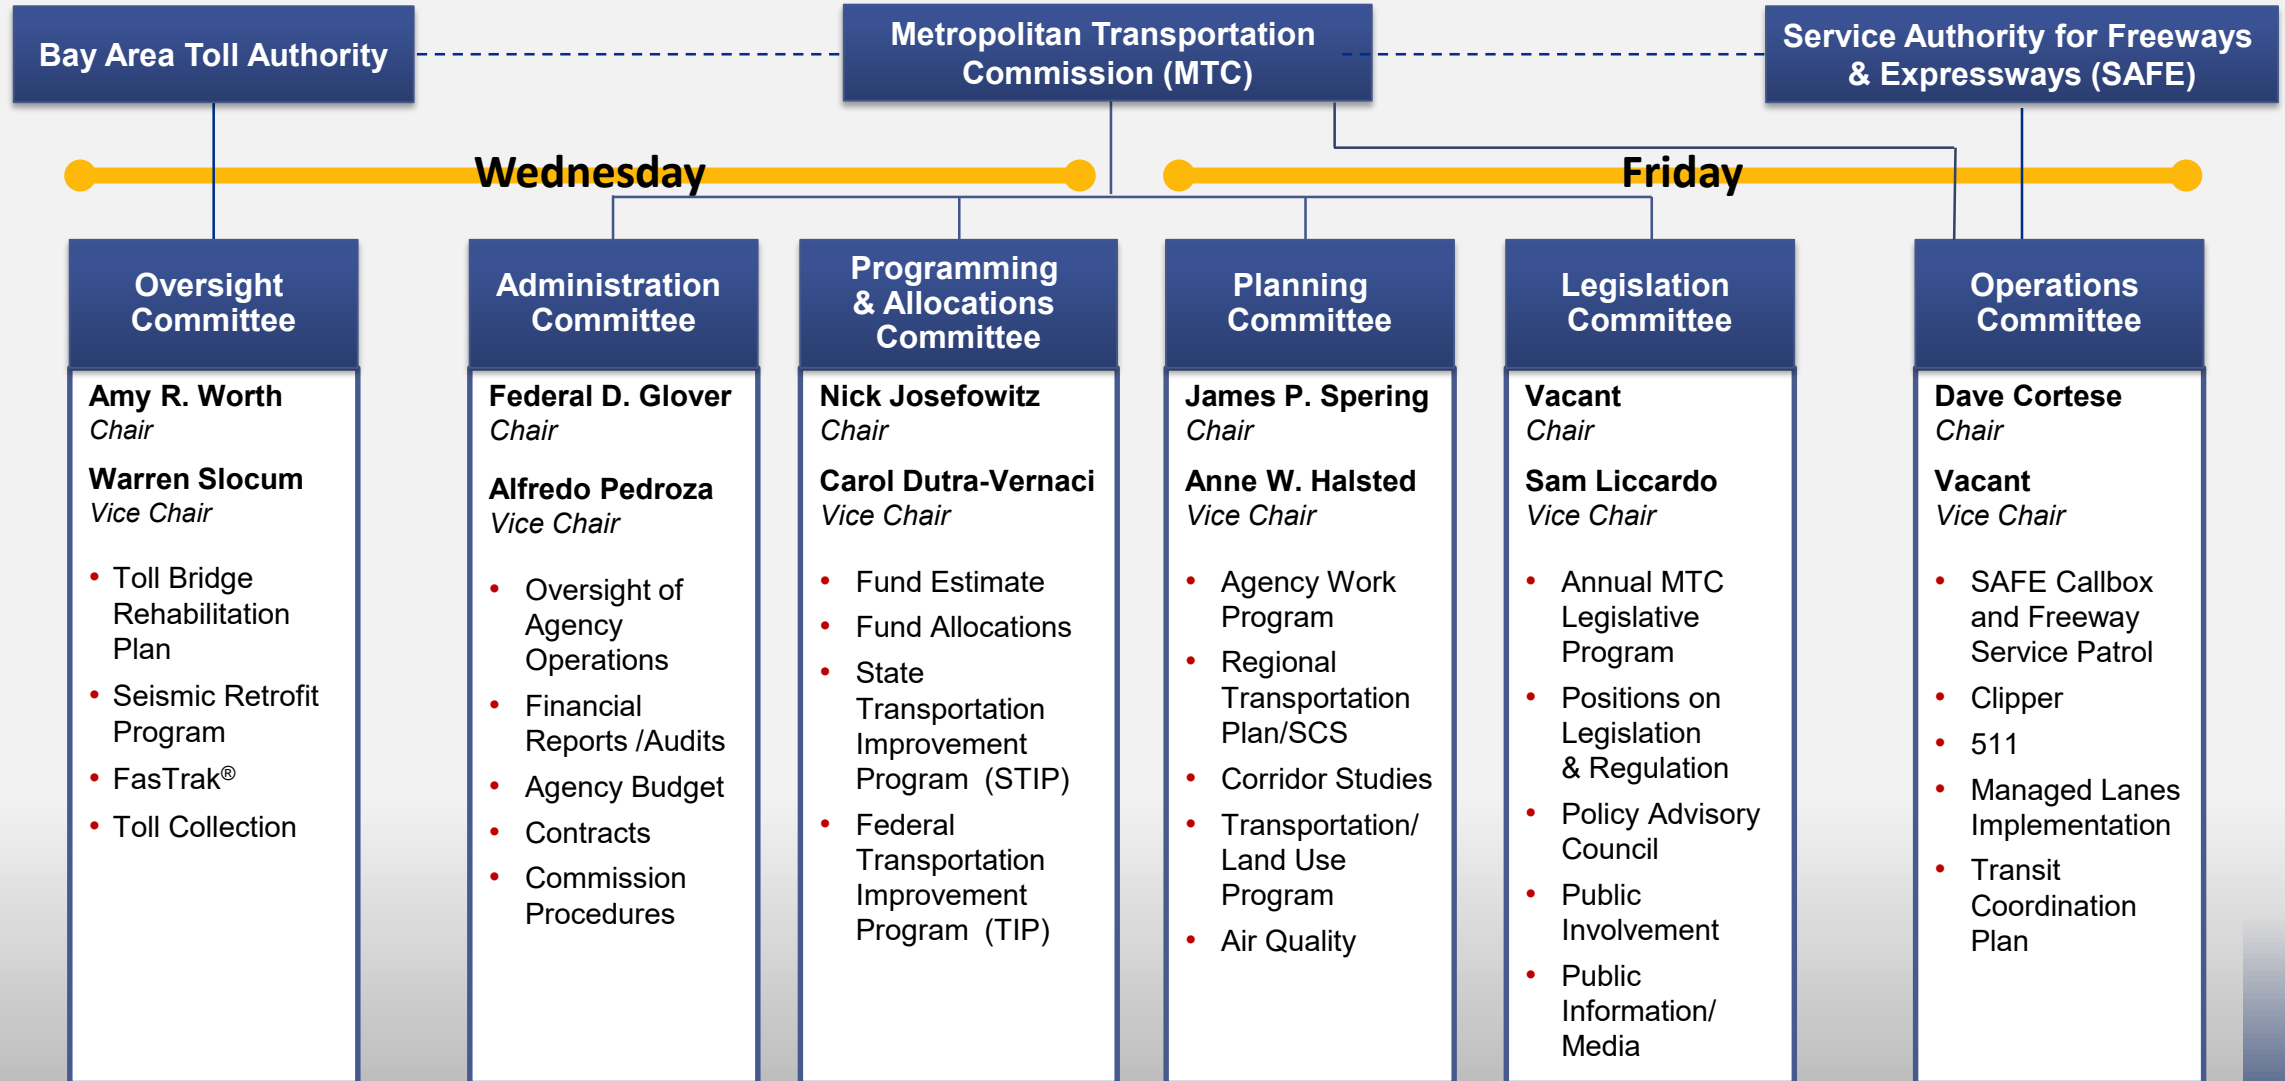 Bay Area Toll Authority
Metropolitan Transportation
Commission (MTC)
Service Authority for Freeways
& Expressways (SAFE)
Wednesday
Friday
Oversight
Committee
Amy R. Worth
Chair
Warren Slocum
Vice Chair
• Toll Bridge
Rehabilitation
Plan
• Seismic Retrofit
Program
• FasTrak®
• Toll Collection
Administration
Committee
Federal D. Glover
Chair
Alfredo Pedroza
Vice Chair
• Oversight of
Agency
Operations
• Financial
Reports /Audits
• Agency Budget
• Contracts
• Commission
Procedures
Programming
& Allocations
Committee
Nick Josefowitz
Chair
Carol Dutra-Vernaci
Vice Chair
• Fund Estimate
• Fund Allocations
• State
Transportation
Improvement
Program (STIP)
• Federal
Transportation
Improvement
Program (TIP)
Planning
Committee
James P. Spering
Chair
Anne W. Halsted
Vice Chair
• Agency Work
Program
• Regional
Transportation
Plan/SCS
• Corridor Studies
• Transportation/
Land Use
Program
• Air Quality
Legislation
Committee
Vacant
Chair
Sam Liccardo
Vice Chair
• Annual MTC
Legislative
Program
• Positions on
Legislation
& Regulation
• Policy Advisory
Council
• Public
Involvement
• Public
Information/
Media
Operations
Committee
Dave Cortese
Chair
Vacant
Vice Chair
• SAFE Callbox
and Freeway
Service Patrol
• Clipper
• 511
• Managed Lanes
Implementation
• Transit
Coordination
Plan